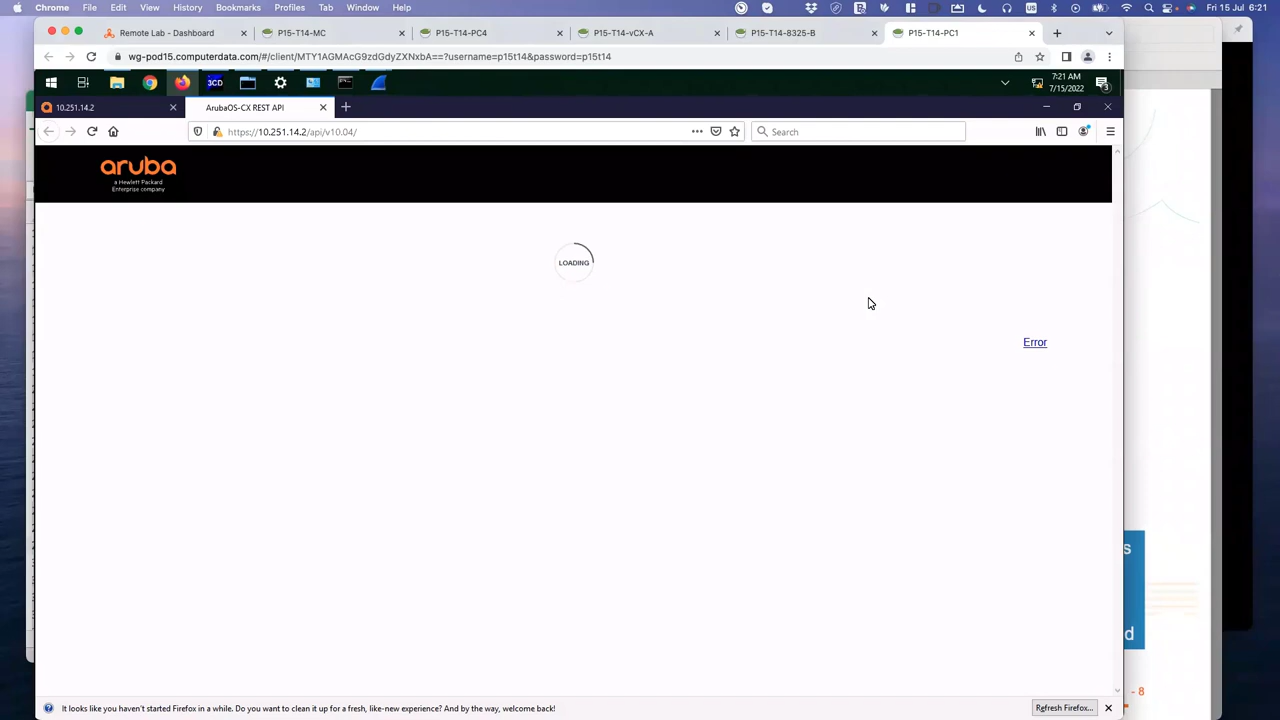 Chrome File Edit View History Bookmarks Profiles Tab Window Help Fri 15 Jul 6:21
Remote Lab - Dashboard P15-T14-MC P15-T14-PC4 P15-T14-vCX-A P15-T14-8325-B P15-T14-PC1
wg-pod15.computerdata.com/#/client/MTY1AGMAcG9zdGdyZXNxbA==?username=p15t14&password=p15t14
3CD
7:21 AM
7/15/2022
3
10.251.14.2 ArubaOS-CX REST API
https://10.251.14.2/api/v10.04/ Search
aruba
a Hewlett Packard
Enterprise company
LOADING
Error
s
d
- 8
It looks like you haven't started Firefox in a while. Do you want to clean it up for a fresh, like-new experience? And by the way, welcome back! Refresh Firefox...